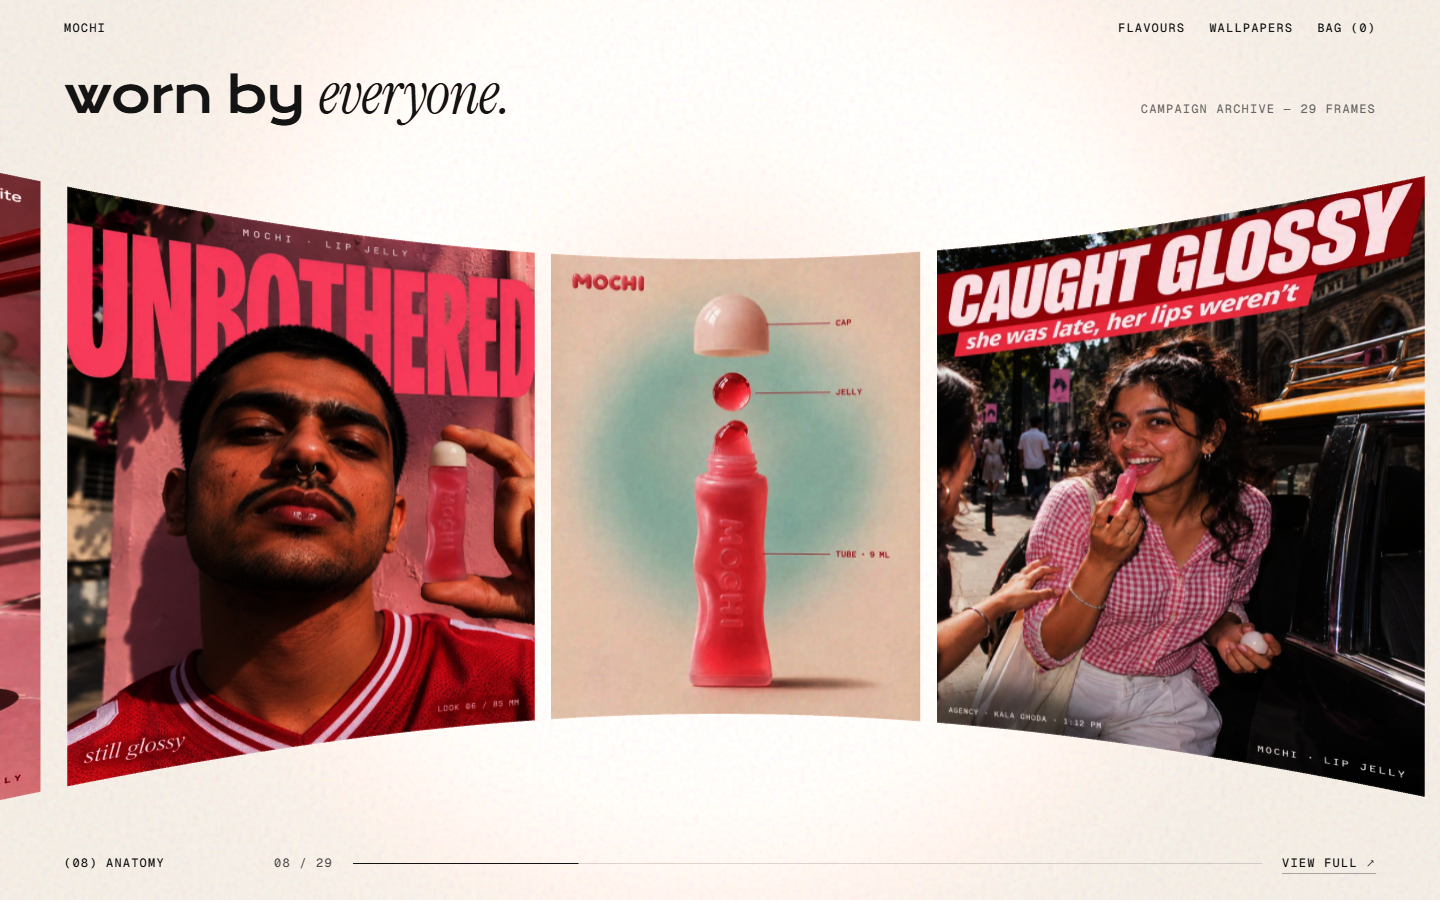 MOCHI
FLAVOURS WALLPAPERS BAG (0)
worn by everyone.
CAMPAIGN ARCHIVE — 29 FRAMES
ite
LY
MOCHI · LIP JELLY
UNBOTHERED
MOCHI
still glossy
LOOK 06 / 85 MM
MOCHI
CAP
JELLY
TUBE · 9 ML
MOCHI
CAUGHT GLOSSY
she was late, her lips weren't
AGENCY · KALA GHODA · 1:12 PM
MOCHI · LIP JELLY
(08) ANATOMY
08 / 29
VIEW FULL ↗